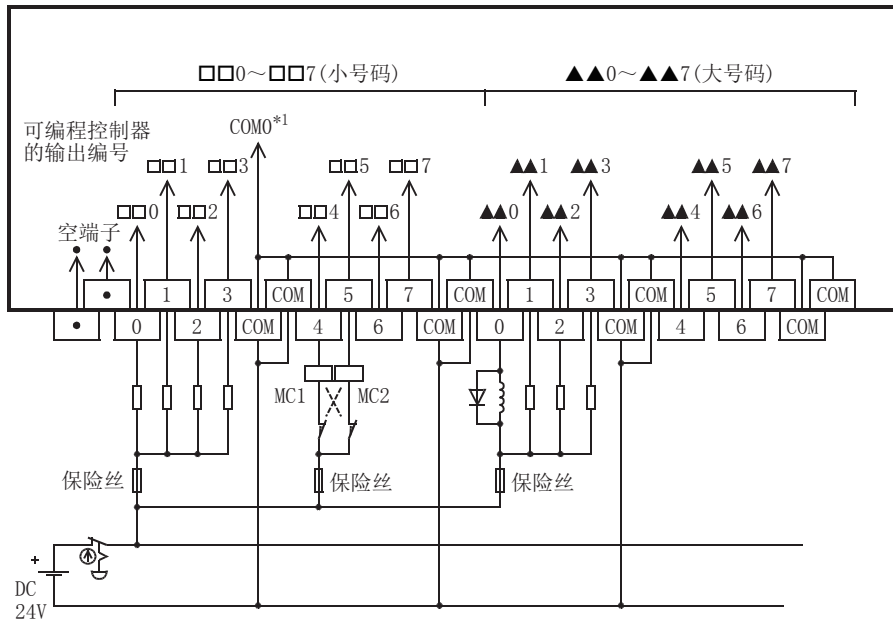 □□0～□□7(小号码)
▲▲0～▲▲7(大号码)
可编程控制器
的输出编号
COM0*1
□□1
□□3
□□5
□□7
▲▲1
▲▲3
▲▲5
▲▲7
□□0
□□2
□□4
□□6
▲▲0
▲▲2
▲▲4
▲▲6
空端子
• 1 3 COM 5 7 COM 1 3 COM 5 7 COM
• 0 2 COM 4 6 COM 0 2 COM 4 6 COM
MC1
MC2
保险丝
保险丝
保险丝
+
DC
24V